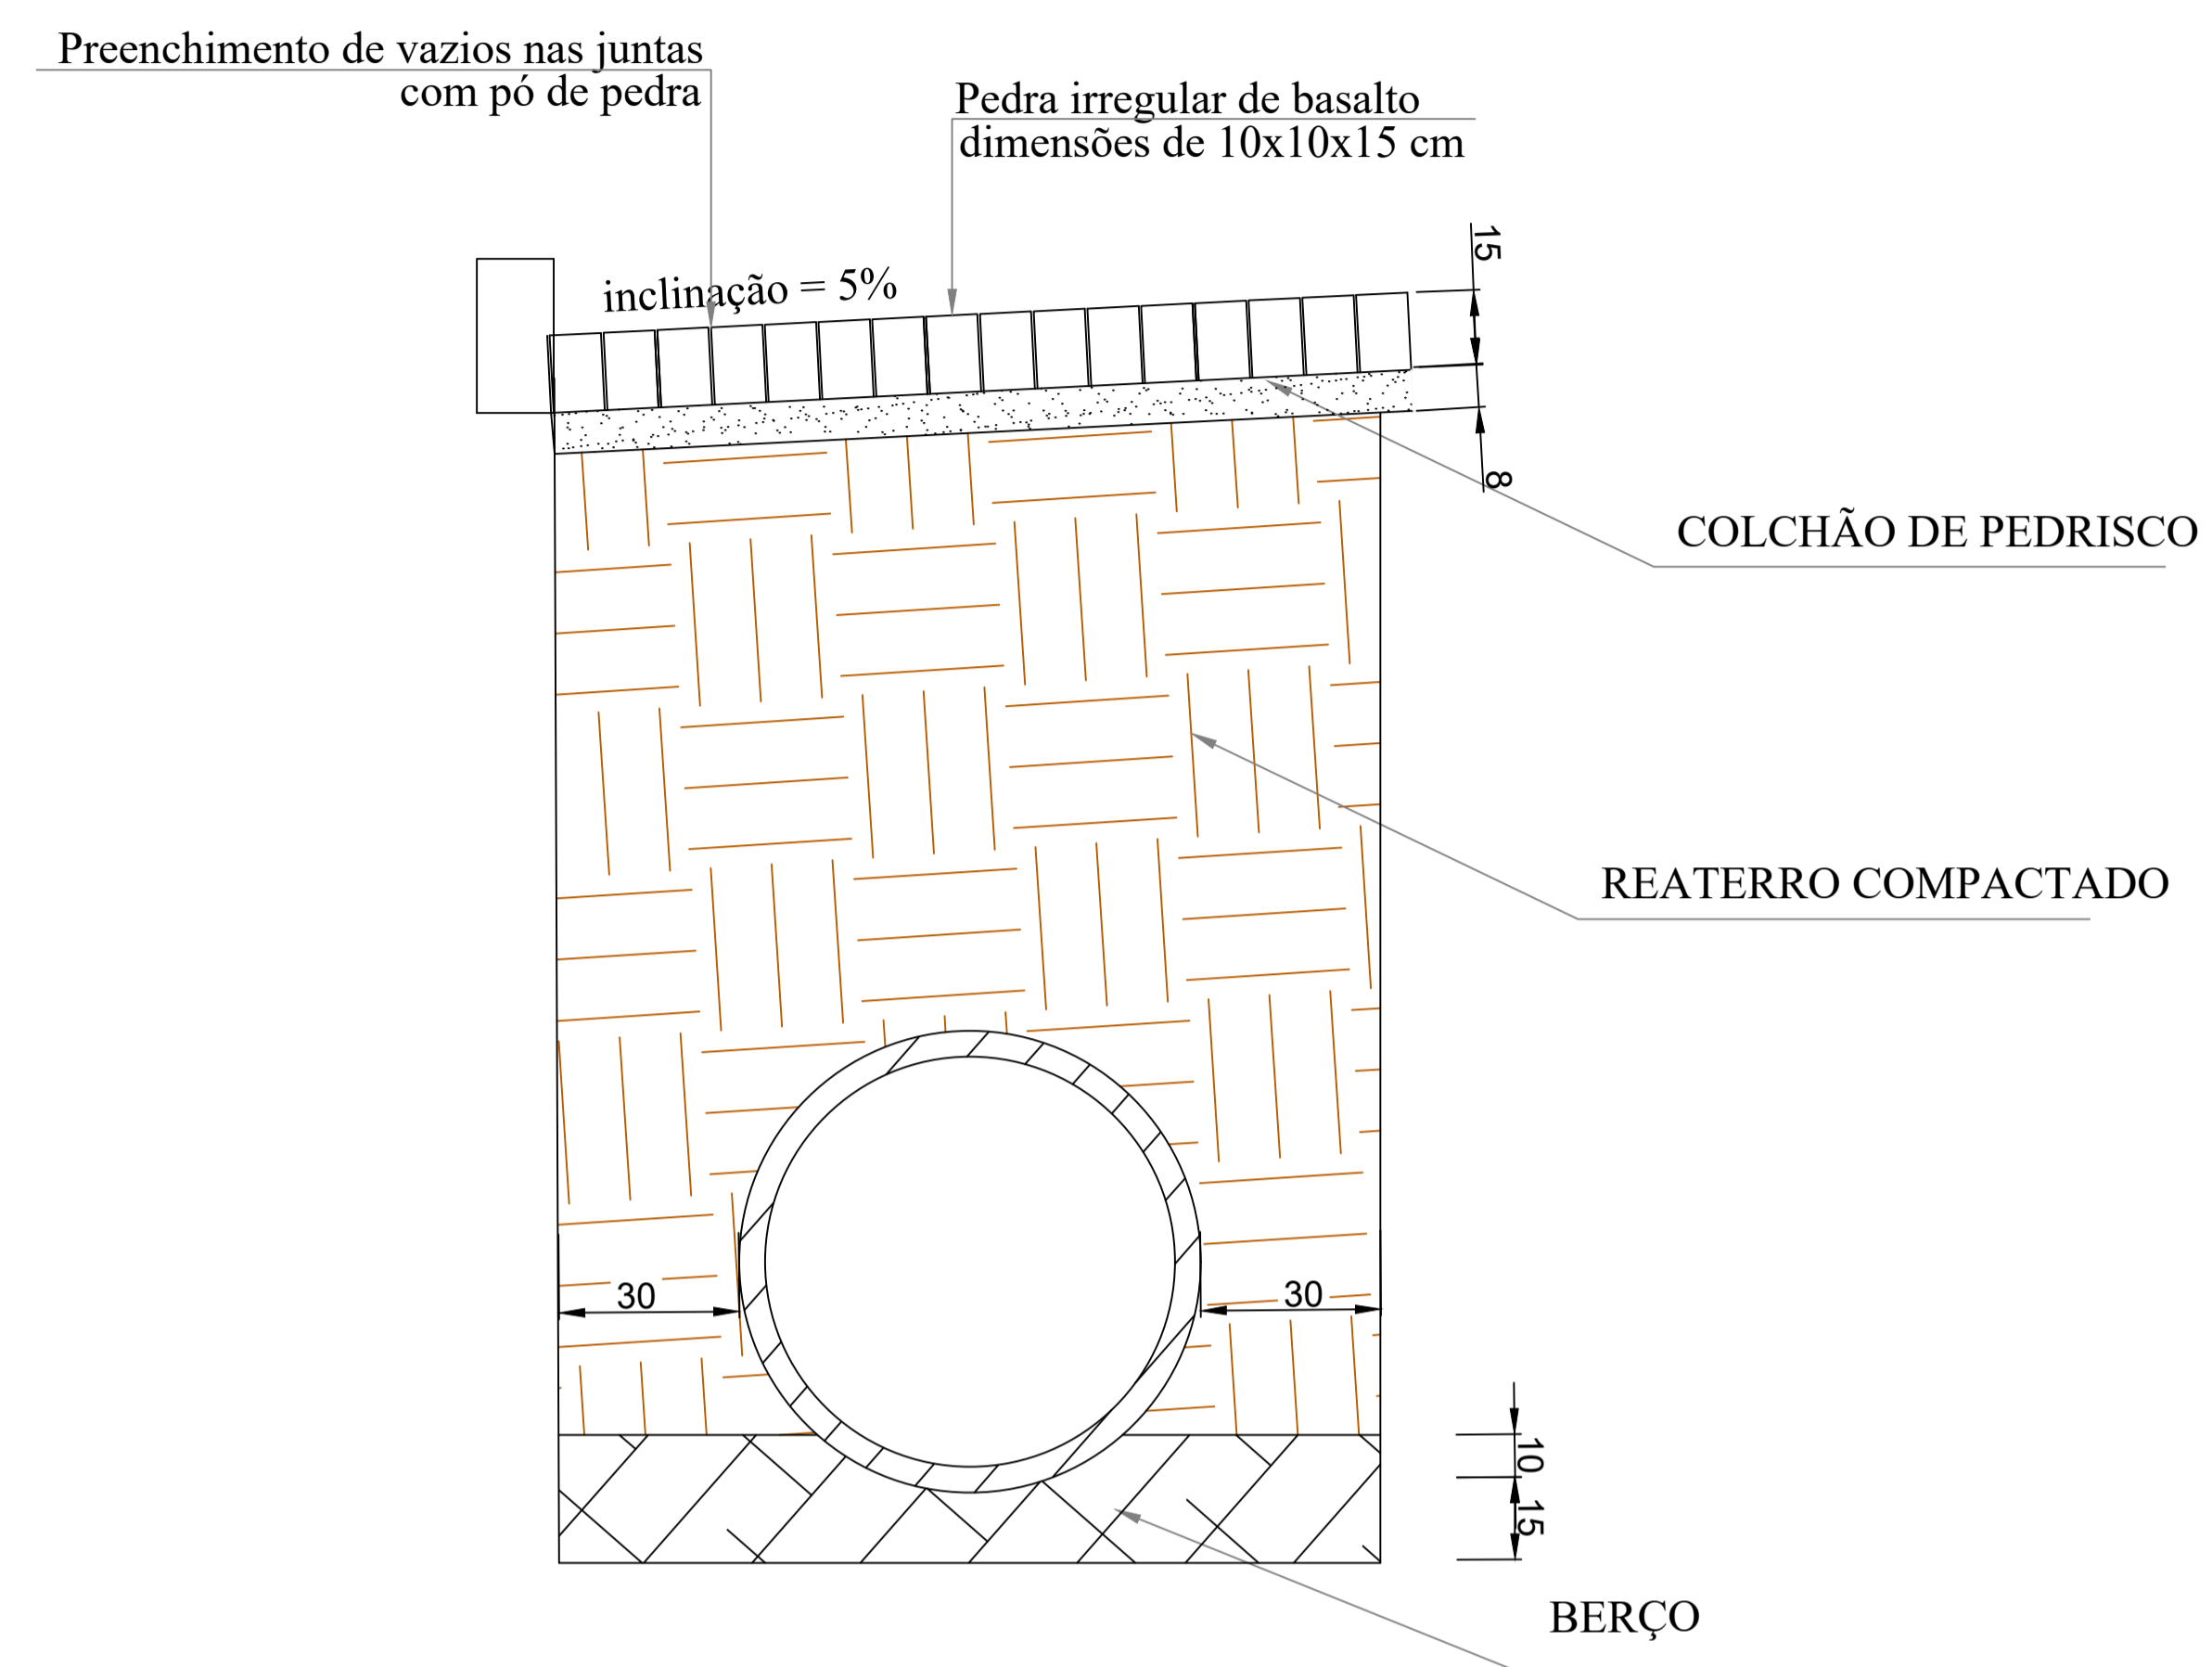 Preenchimento de vazios nas juntas
com pó de pedra
Pedra irregular de basalto
dimensões de 10x10x15 cm
inclinação = 5%
15
8
COLCHÃO DE PEDRISCO
REATERRO COMPACTADO
30
30
10
15
BERÇO